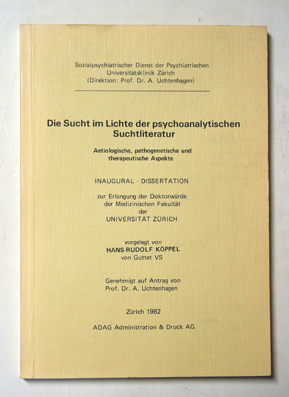 Sozialpsychiatrischer Dienst der Psychiatrischen
Universitätsklinik Zürich
(Direktion: Prof. Dr. A. Uchtenhagen)
Die Sucht im Lichte der psychoanalytischen
Suchtliteratur
Aetiologische, pathogenetische und
therapeutische Aspekte
INAUGURAL - DISSERTATION
zur Erlangung der Doktorwürde
der Medizinischen Fakultät
der
UNIVERSITÄT ZÜRICH
vorgelegt von
HANS-RUDOLF KÖPPEL
von Guttet VS
Genehmigt auf Antrag von
Prof. Dr. A. Uchtenhagen
Zürich 1982
ADAG Administration & Druck AG